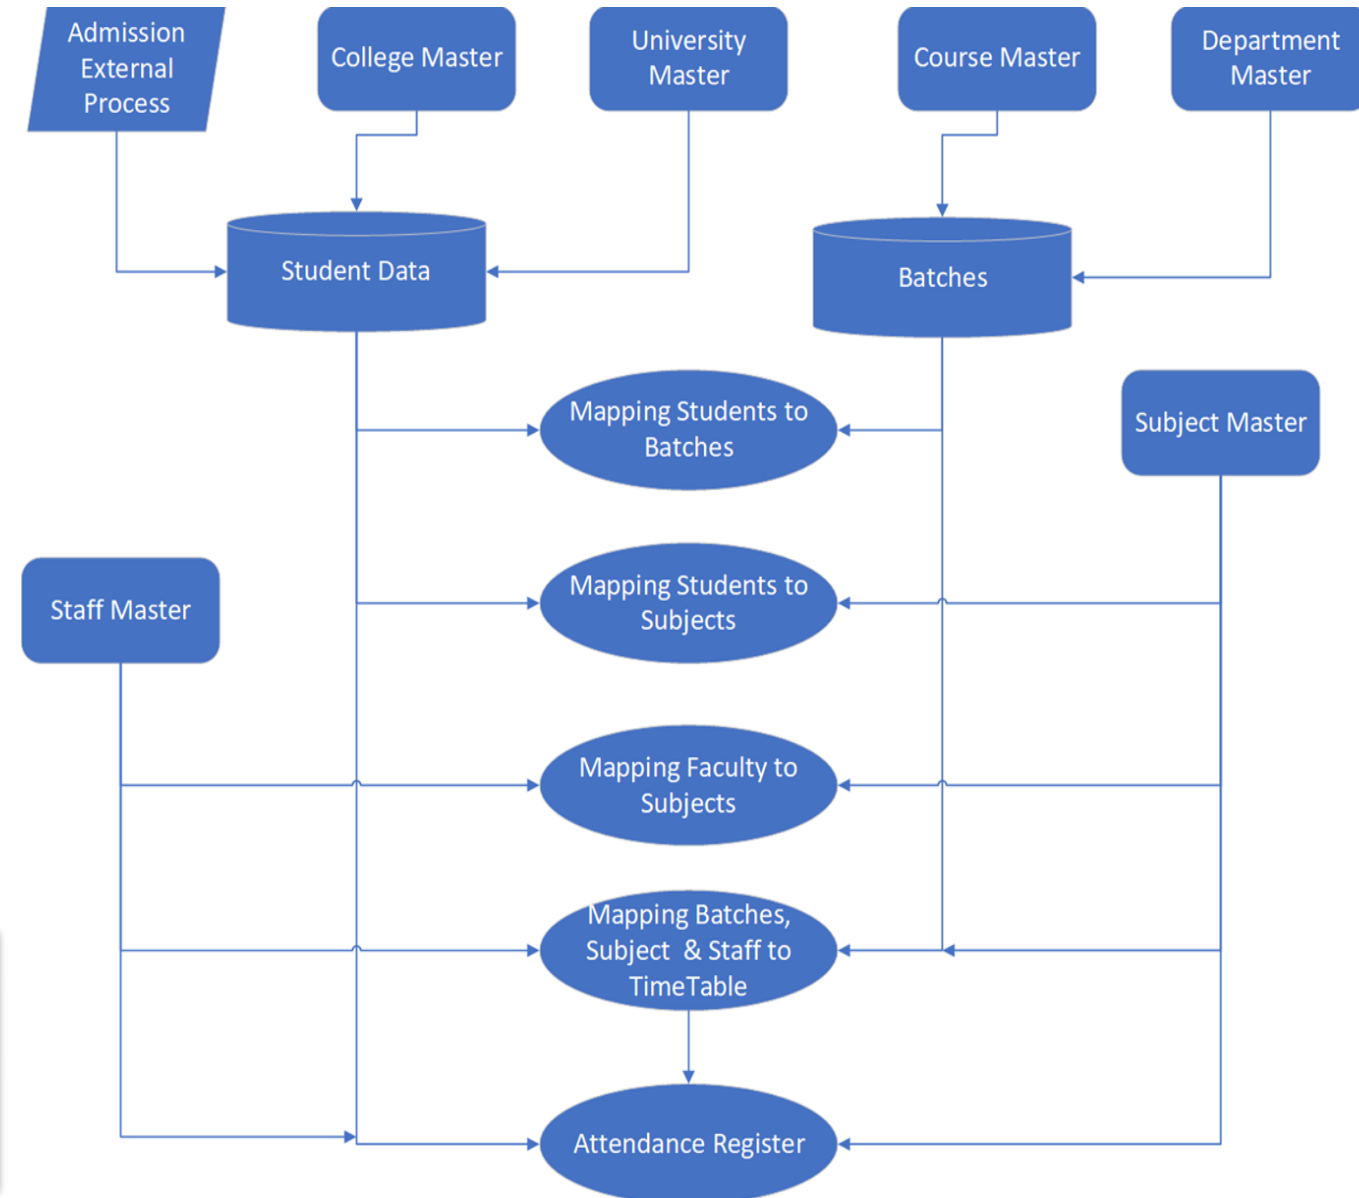 Admission
External
Process
College Master
University
Master
Course Master
Department
Master
Student Data
Batches
Mapping Students to
Batches
Subject Master
Mapping Students to
Subjects
Staff Master
Mapping Faculty to
Subjects
Mapping Batches,
Subject & Staff to
TimeTable
Attendance Register